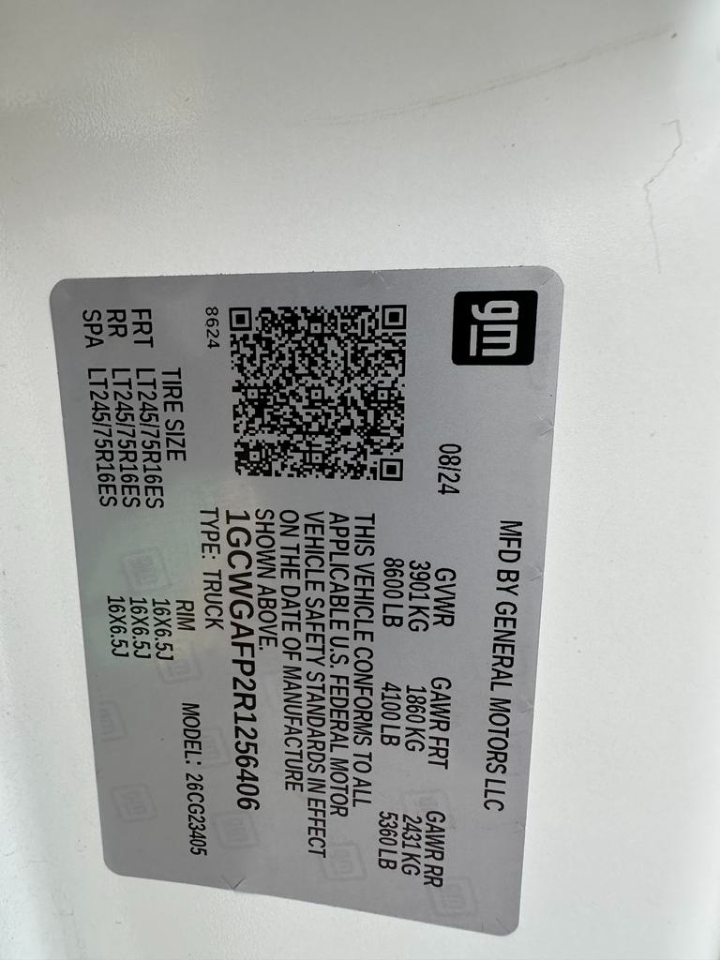 gm
MFD BY GENERAL MOTORS LLC
08/24 GVWR GAWR FRT GAWR RR
3901 KG 1860 KG 2431 KG
8600 LB 4100 LB 5360 LB
THIS VEHICLE CONFORMS TO ALL
APPLICABLE U.S. FEDERAL MOTOR
VEHICLE SAFETY STANDARDS IN EFFECT
ON THE DATE OF MANUFACTURE
SHOWN ABOVE.
1GCWGAFP2R1256406
8624 TYPE: TRUCK MODEL: 26CG23405
TIRE SIZE RIM
FRT LT245/75R16ES 16X6.5J
RR LT245/75R16ES 16X6.5J
SPA LT245/75R16ES 16X6.5J